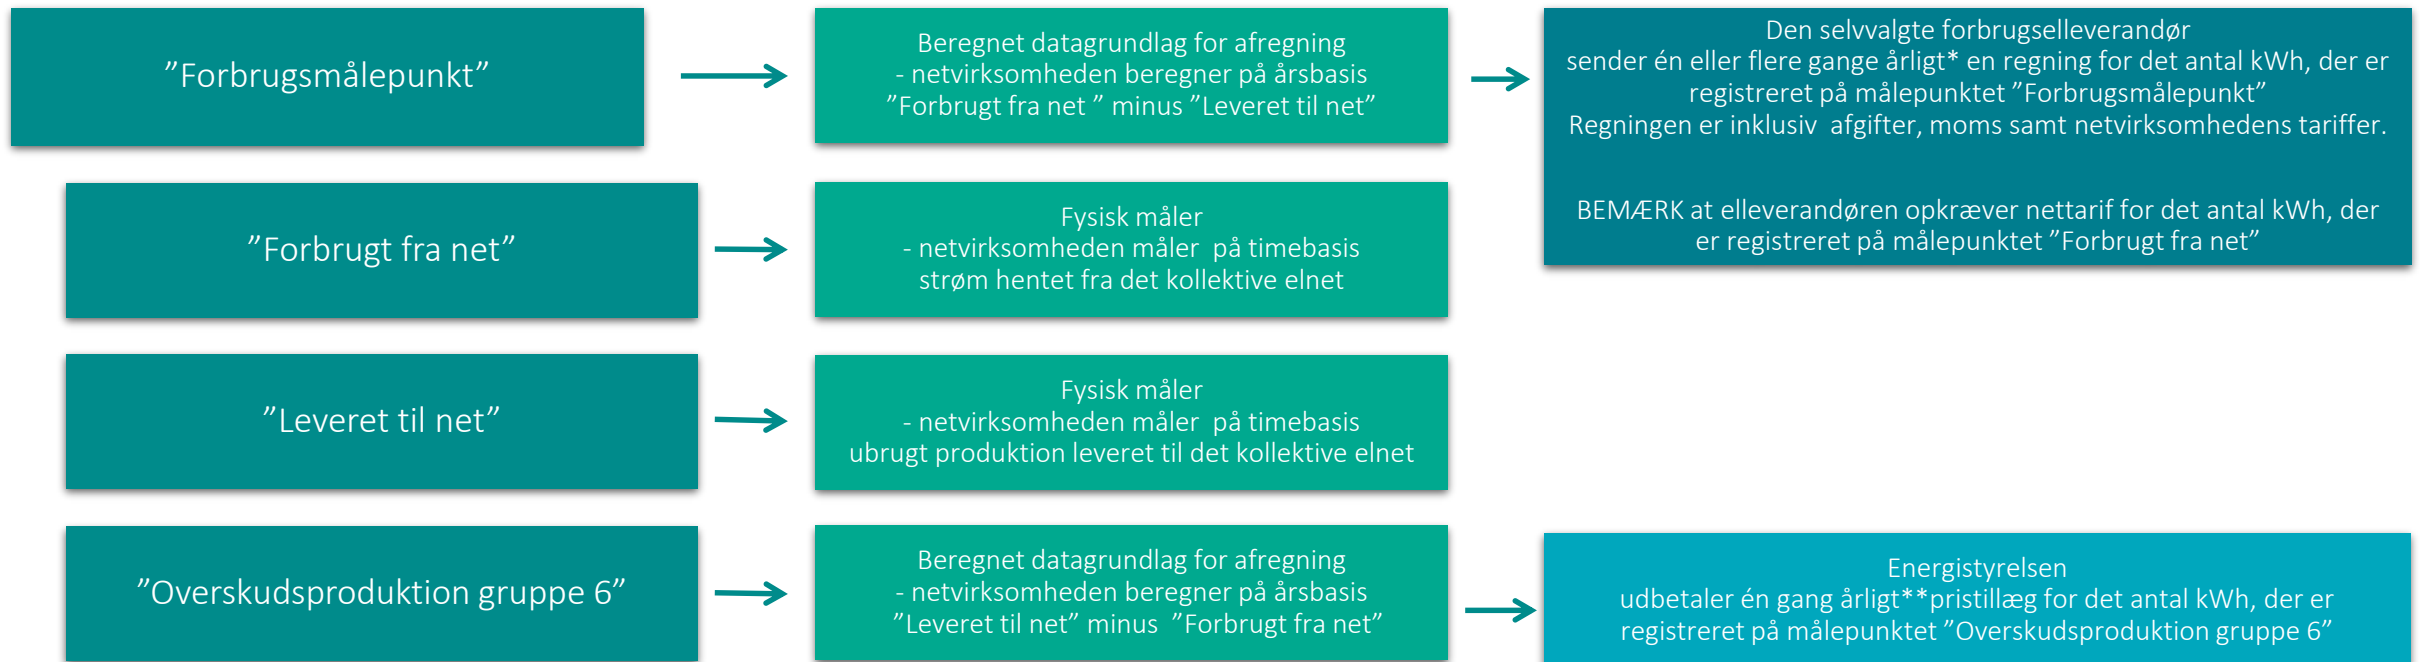 ”Forbrugsmålepunkt”
Beregnet datagrundlag for afregning
- netvirksomheden beregner på årsbasis
”Forbrugt fra net ” minus ”Leveret til net”
Den selvvalgte forbrugselleverandør
sender én eller flere gange årligt* en regning for det antal kWh, der er
registreret på målepunktet ”Forbrugsmålepunkt”
Regningen er inklusiv afgifter, moms samt netvirksomhedens tariffer.
BEMÆRK at elleverandøren opkræver nettarif for det antal kWh, der
er registreret på målepunktet ”Forbrugt fra net”
”Forbrugt fra net”
Fysisk måler
- netvirksomheden måler på timebasis
strøm hentet fra det kollektive elnet
”Leveret til net”
Fysisk måler
- netvirksomheden måler på timebasis
ubrugt produktion leveret til det kollektive elnet
”Overskudsproduktion gruppe 6”
Beregnet datagrundlag for afregning
- netvirksomheden beregner på årsbasis
”Leveret til net” minus ”Forbrugt fra net”
Energistyrelsen
udbetaler én gang årligt**pristillæg for det antal kWh, der er
registreret på målepunktet ”Overskudsproduktion gruppe 6”